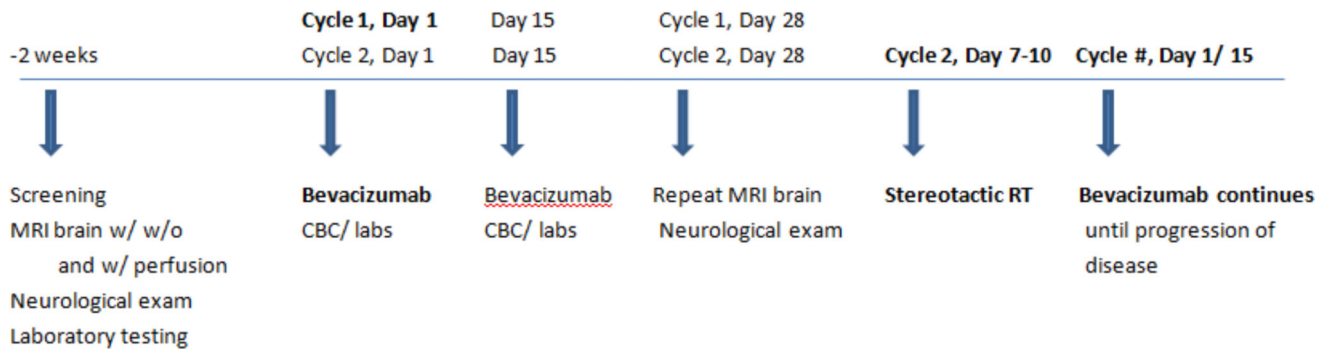 -2 weeks
Cycle 1, Day 1
Cycle 2, Day 1
Day 15
Day 15
Cycle 1, Day 28
Cycle 2, Day 28
Cycle 2, Day 7-10
Cycle #, Day 1/ 15
Screening
MRI brain w/ w/o
and w/ perfusion
Neurological exam
Laboratory testing
Bevacizumab
CBC/ labs
Bevacizumab
CBC/ labs
Repeat MRI brain
Neurological exam
Stereotactic RT
Bevacizumab continues
until progression of
disease